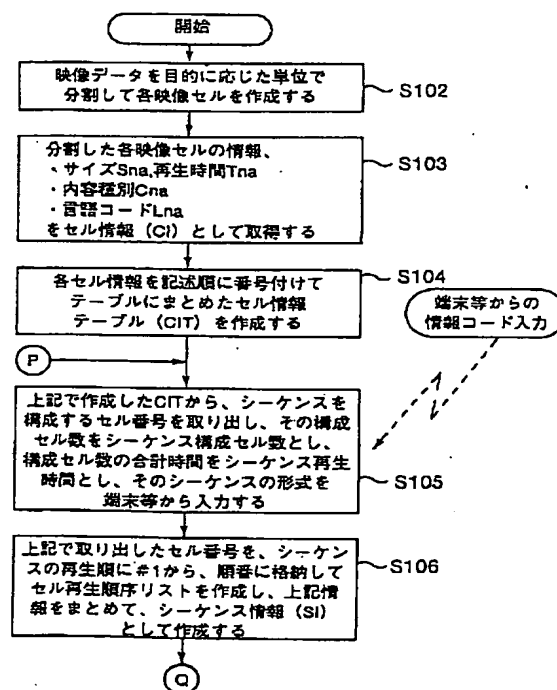 開始
映像データを目的に応じた単位で
分割して各映像セルを作成する
S102
分割した各映像セルの情報、
・サイズSna,再生時間Tna
・内容種別Cna
・言語コードLna
をセル情報（CI）として取得する
S103
各セル情報を記述順に番号付けて
テーブルにまとめたセル情報
テーブル（CIT）を作成する
S104
端末等からの
情報コード入力
P
上記で作成したCITから、シーケンスを
構成するセル番号を取り出し、その構成
セル数をシーケンス構成セル数とし、
構成セル数の合計時間をシーケンス再生
時間とし、そのシーケンスの形式を
端末等から入力する
S105
上記で取り出したセル番号を、シーケン
スの再生順に#1から、順番に格納して
セル再生順序リストを作成し、上記情
報をまとめて、シーケンス情報（SI）
として作成する
S106
Q